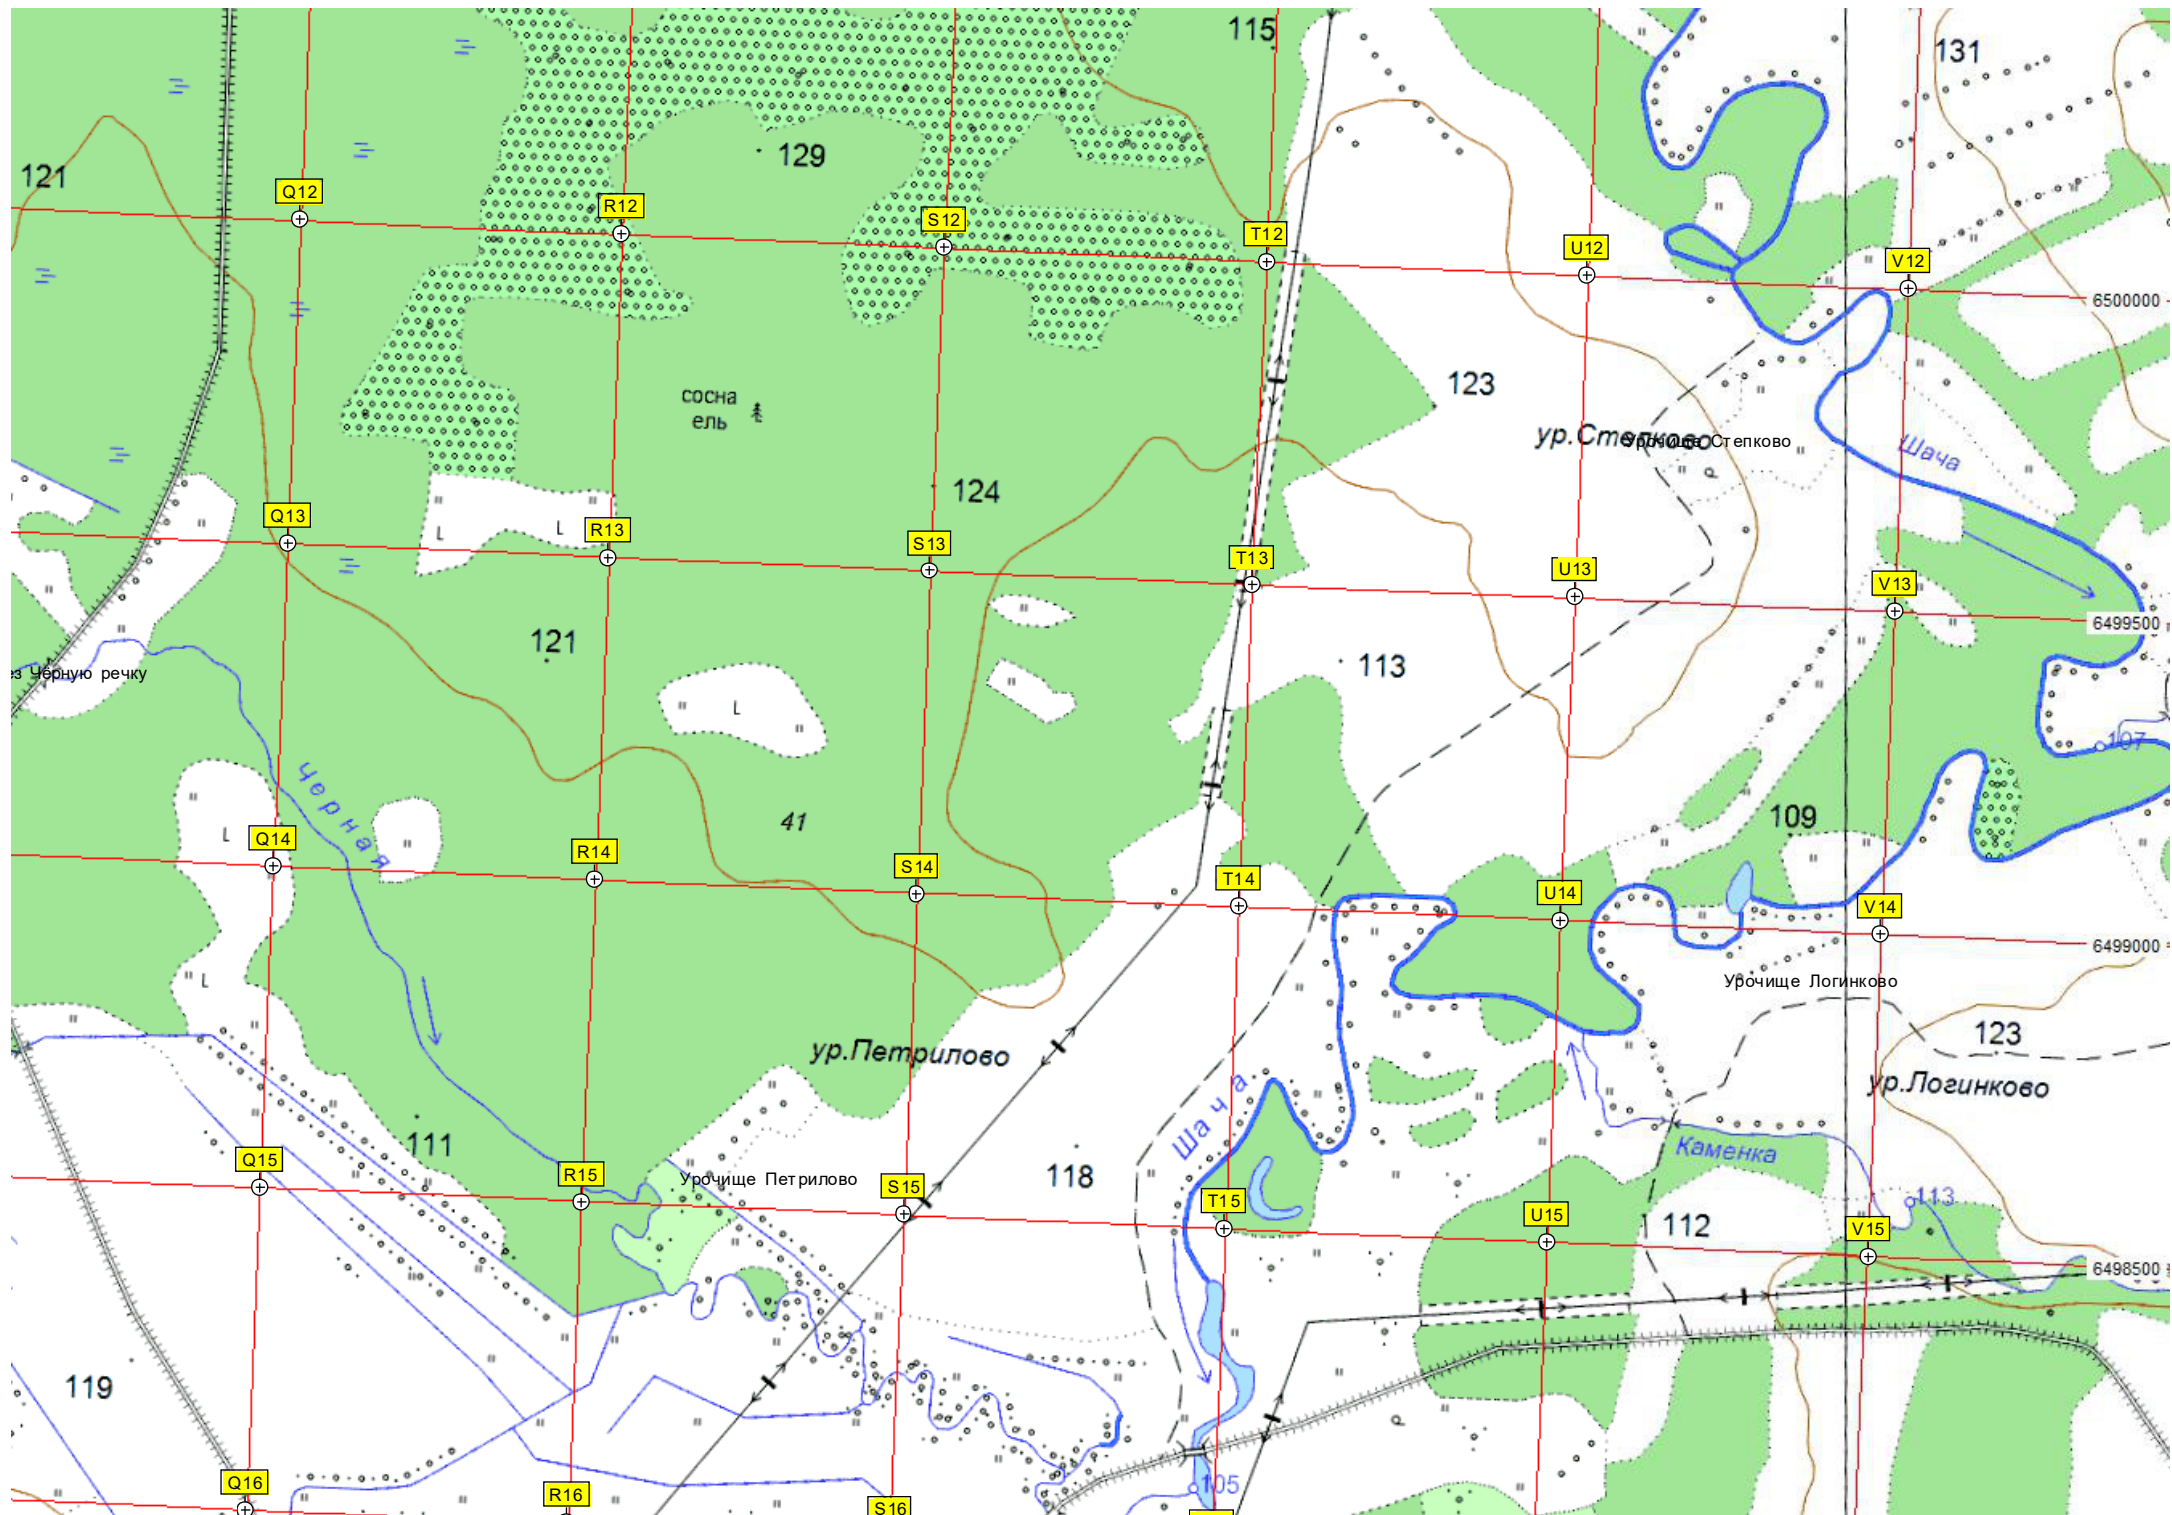 115
131
129
121
Q12
R12
S12
T12
U12
V12
6500000
сосна
ель
123
ур.Степково
Урочище Степково
Шача
124
Q13
R13
S13
T13
U13
V13
6499500
121
113
Чёрную речку
107
Черная
41
109
Q14
R14
S14
T14
U14
V14
6499000
Урочище Логинково
123
ур.Петрилово
ур.Логинково
Шача
111
Каменка
118
Q15
R15
Урочище Петрилово
S15
T15
U15
112
113
V15
6498500
119
Q16
R16
S16
105